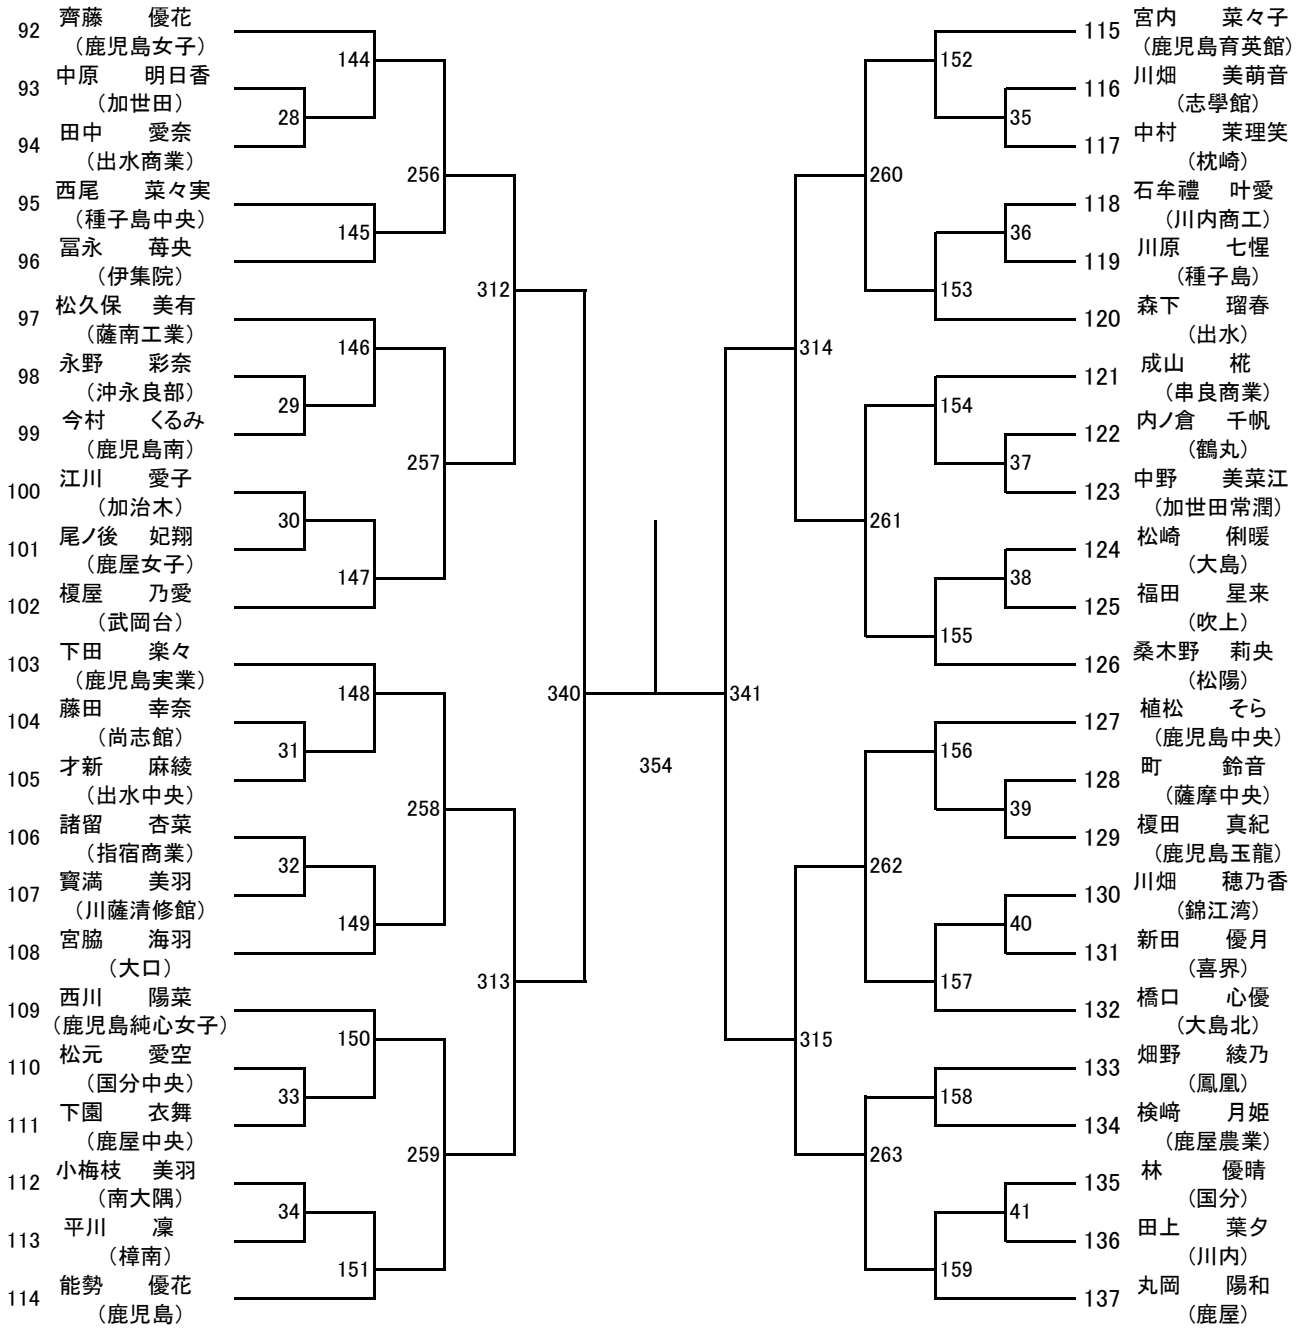 92 齊藤 優花
(鹿児島女子)
93 中原 明日香
(加世田)
94 田中 愛奈
(出水商業)
95 西尾 菜々実
(種子島中央)
96 冨永 苺央
(伊集院)
97 松久保 美有
(薩南工業)
98 永野 彩奈
(沖永良部)
99 今村 くるみ
(鹿児島南)
100 江川 愛子
(加治木)
101 尾ノ後 妃翔
(鹿屋女子)
102 榎屋 乃愛
(武岡台)
103 下田 楽々
(鹿児島実業)
104 藤田 幸奈
(尚志館)
105 才新 麻綾
(出水中央)
106 諸留 杏菜
(指宿商業)
107 寳満 美羽
(川薩清修館)
108 宮脇 海羽
(大口)
109 西川 陽菜
(鹿児島純心女子)
110 松元 愛空
(国分中央)
111 下園 衣舞
(鹿屋中央)
112 小梅枝 美羽
(南大隅)
113 平川 凜
(樟南)
114 能勢 優花
(鹿児島)
28
29
30
31
32
33
34
144
145
146
147
148
149
150
151
256
257
258
259
312
313
340
354
341
314
315
260
261
262
263
152
153
154
155
156
157
158
159
35
36
37
38
39
40
41
115 宮内 菜々子
(鹿児島育英館)
116 川畑 美萌音
(志學館)
117 中村 茉理笑
(枕崎)
118 石牟禮 叶愛
(川内商工)
119 川原 七惺
(種子島)
120 森下 瑠春
(出水)
121 成山 椛
(串良商業)
122 内ノ倉 千帆
(鶴丸)
123 中野 美菜江
(加世田常潤)
124 松崎 俐暖
(大島)
125 福田 星来
(吹上)
126 桑木野 莉央
(松陽)
127 植松 そら
(鹿児島中央)
128 町 鈴音
(薩摩中央)
129 榎田 真紀
(鹿児島玉龍)
130 川畑 穂乃香
(錦江湾)
131 新田 優月
(喜界)
132 橋口 心優
(大島北)
133 畑野 綾乃
(鳳凰)
134 検﨑 月姫
(鹿屋農業)
135 林 優晴
(国分)
136 田上 葉夕
(川内)
137 丸岡 陽和
(鹿屋)